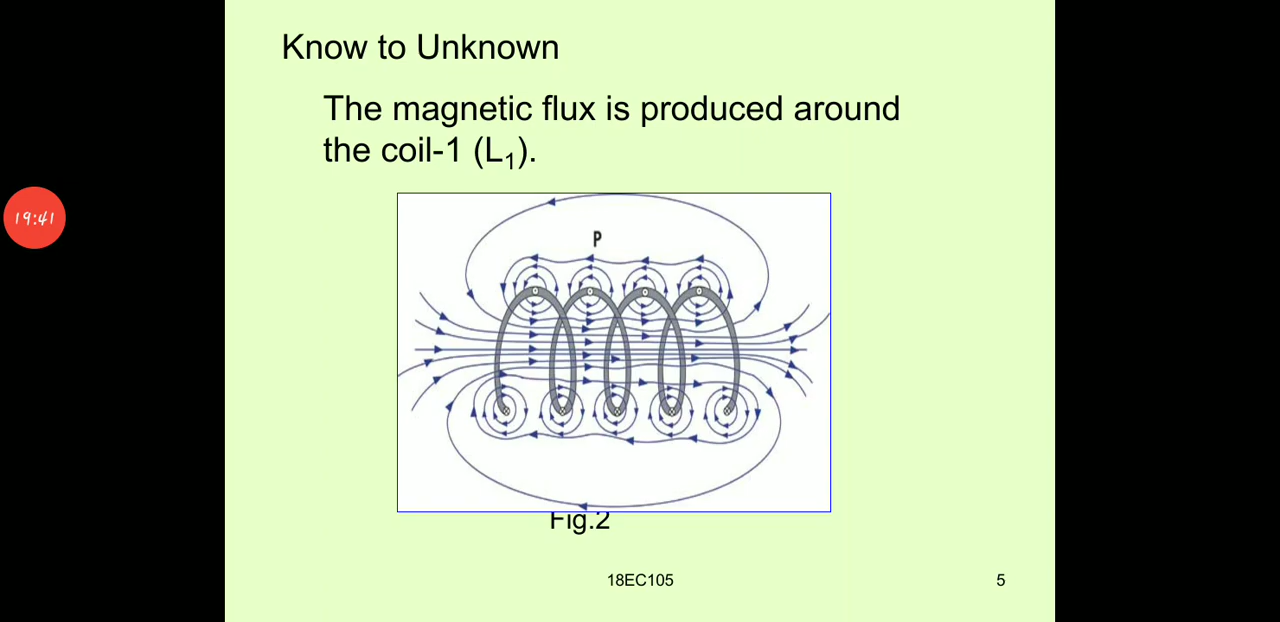 Know to Unknown
The magnetic flux is produced around
the coil-1 (L₁).
19:41
P
Fig.2
18EC105
5